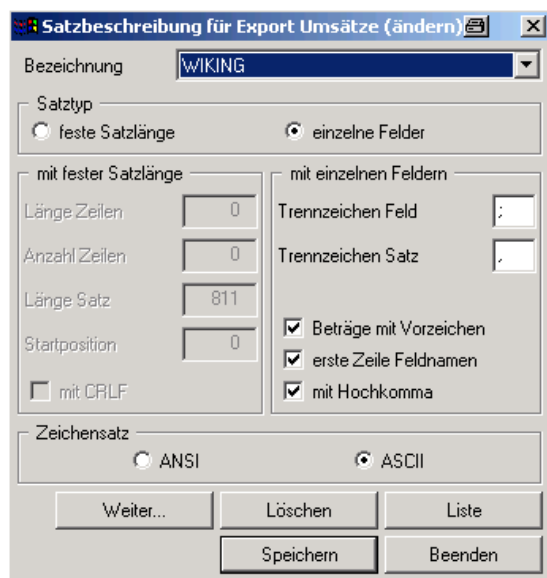 Satzbeschreibung für Export Umsätze (ändern)
Bezeichnung WIKING
Satztyp
feste Satzlänge einzelne Felder
mit fester Satzlänge mit einzelnen Feldern
Länge Zeilen 0 Trennzeichen Feld ;
Anzahl Zeilen 0 Trennzeichen Satz ,
Länge Satz 811
Beträge mit Vorzeichen
Startposition 0
erste Zeile Feldnamen
mit CRLF mit Hochkomma
Zeichensatz
ANSI ASCII
Weiter... Löschen Liste
Speichern Beenden